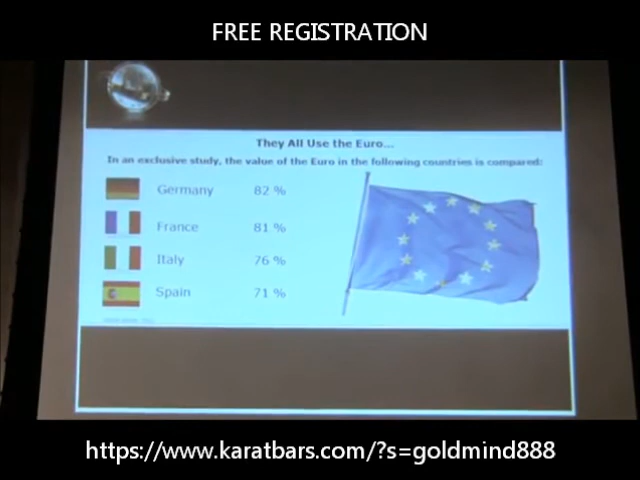 FREE REGISTRATION
They All Use the Euro...
In an exclusive study, the value of the Euro in the following countries is compared:
Germany 82 %
France 81 %
Italy 76 %
Spain 71 %
https://www.karatbars.com/?s=goldmind888